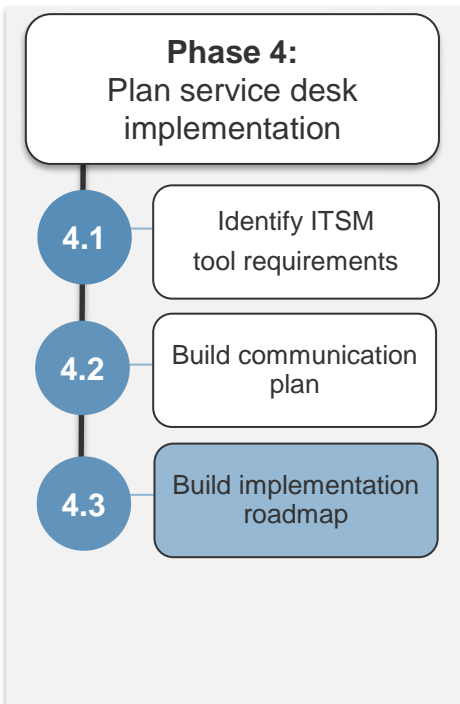 Phase 4:
Plan service desk
implementation
4.1
Identify ITSM
tool requirements
4.2
Build communication
plan
4.3
Build implementation
roadmap